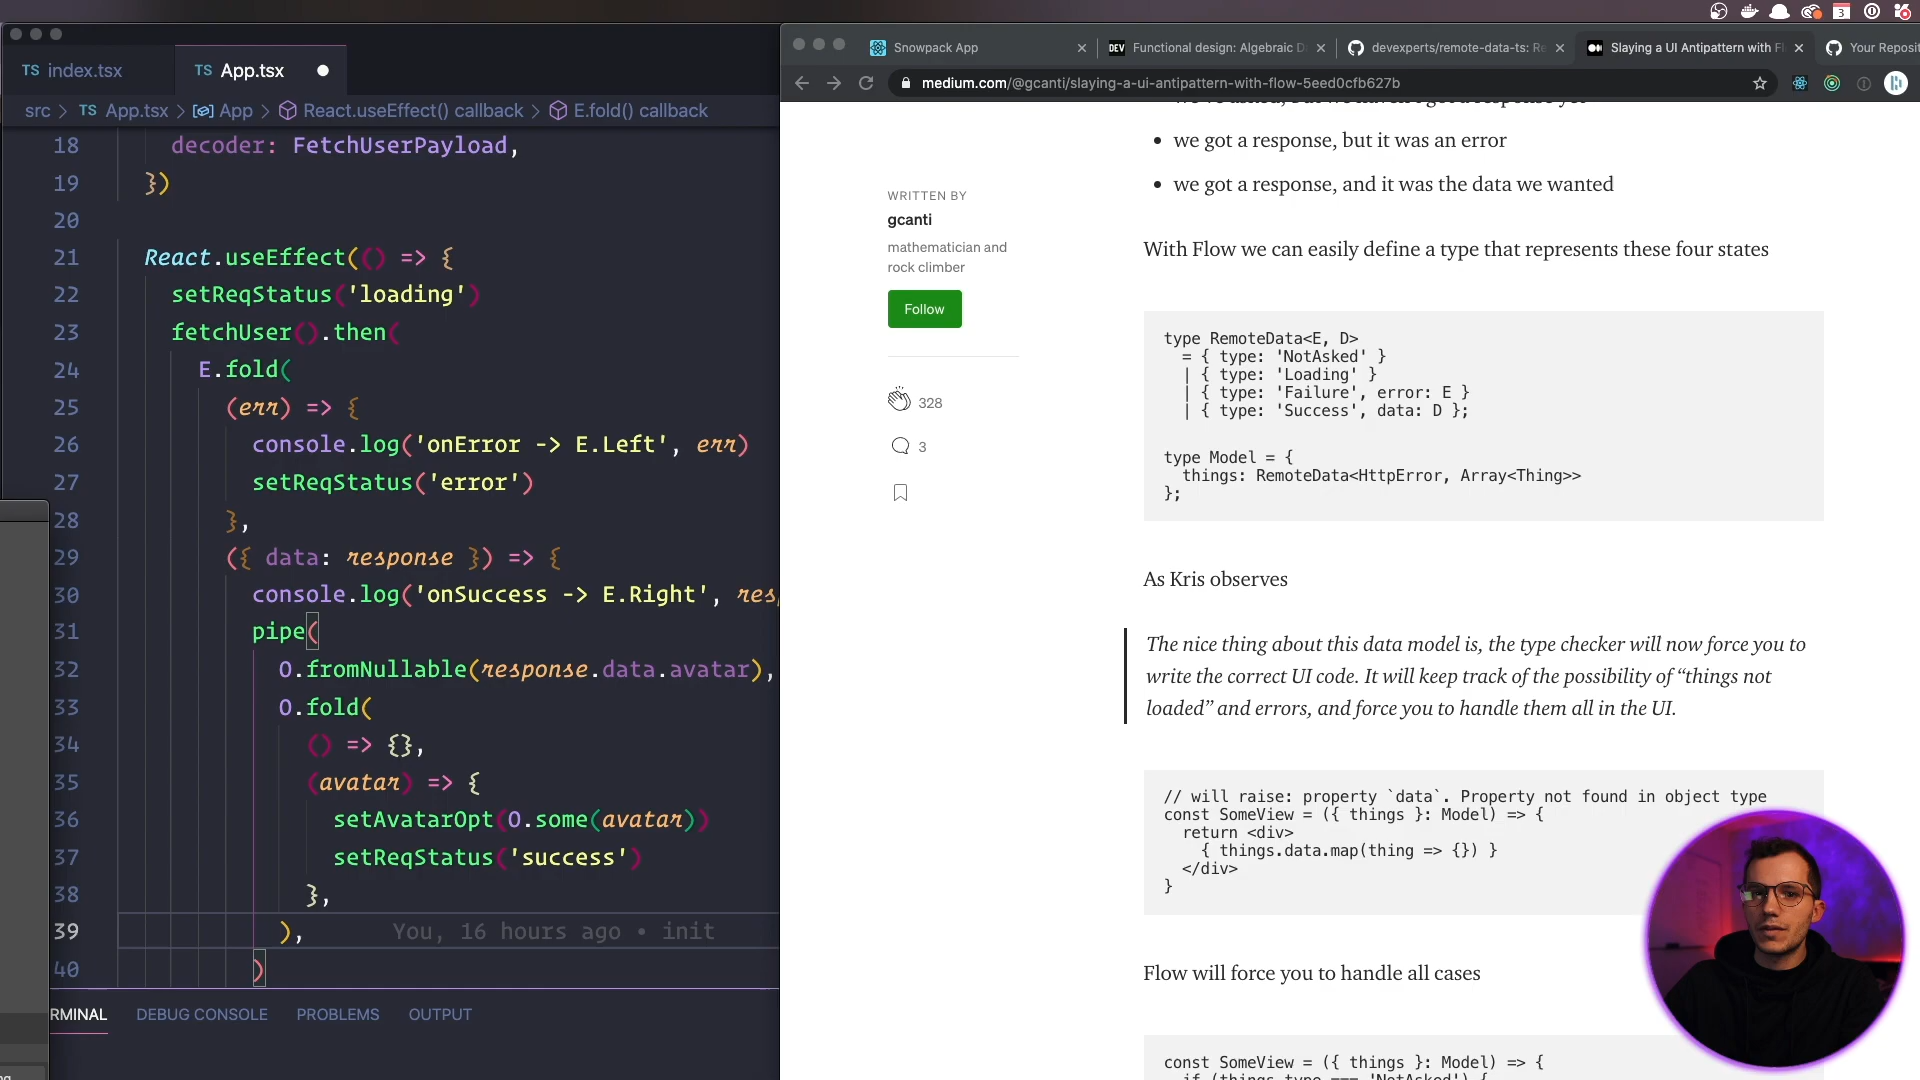 3
TS index.tsx
TS App.tsx
src > TS App.tsx > App > React.useEffect() callback > E.fold() callback
18 decoder: FetchUserPayload,
19 })
20
21 React.useEffect(() => {
22 setReqStatus('loading')
23 fetchUser().then(
24 E.fold(
25 (err) => {
26 console.log('onError -> E.Left', err)
27 setReqStatus('error')
28 },
29 ({ data: response }) => {
30 console.log('onSuccess -> E.Right', res
31 pipe(
32 O.fromNullable(response.data.avatar),
33 O.fold(
34 () => {},
35 (avatar) => {
36 setAvatarOpt(O.some(avatar))
37 setReqStatus('success')
38 },
39 ), You, 16 hours ago • init
40 )
RMINAL DEBUG CONSOLE PROBLEMS OUTPUT
Snowpack App
DEV Functional design: Algebraic D
devexperts/remote-data-ts: Re
Slaying a UI Antipattern with Fl
Your Reposit
medium.com/@gcanti/slaying-a-ui-antipattern-with-flow-5eed0cfb627b
• we got a response, but it was an error
• we got a response, and it was the data we wanted
WRITTEN BY
gcanti
mathematician and
rock climber
Follow
328
3
With Flow we can easily define a type that represents these four states
type RemoteData<E, D>
= { type: 'NotAsked' }
| { type: 'Loading' }
| { type: 'Failure', error: E }
| { type: 'Success', data: D };
type Model = {
things: RemoteData<HttpError, Array<Thing>>
};
As Kris observes
The nice thing about this data model is, the type checker will now force you to
write the correct UI code. It will keep track of the possibility of “things not
loaded” and errors, and force you to handle them all in the UI.
// will raise: property `data`. Property not found in object type
const SomeView = ({ things }: Model) => {
return <div>
{ things.data.map(thing => {}) }
</div>
}
Flow will force you to handle all cases
const SomeView = ({ things }: Model) => {